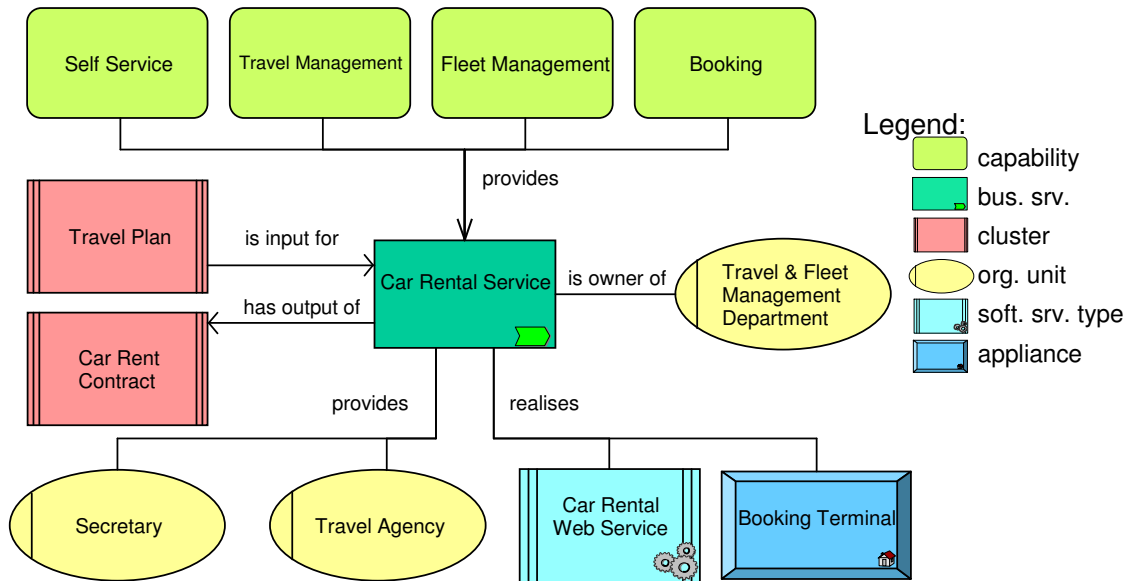 Self Service
Travel Management
Fleet Management
Booking
Legend:
capability
bus. srv.
cluster
org. unit
soft. srv. type
appliance
provides
Travel Plan
is input for
Car Rental Service
is owner of
Travel & Fleet
Management
Department
has output of
Car Rent
Contract
provides
realises
Secretary
Travel Agency
Car Rental
Web Service
Booking Terminal